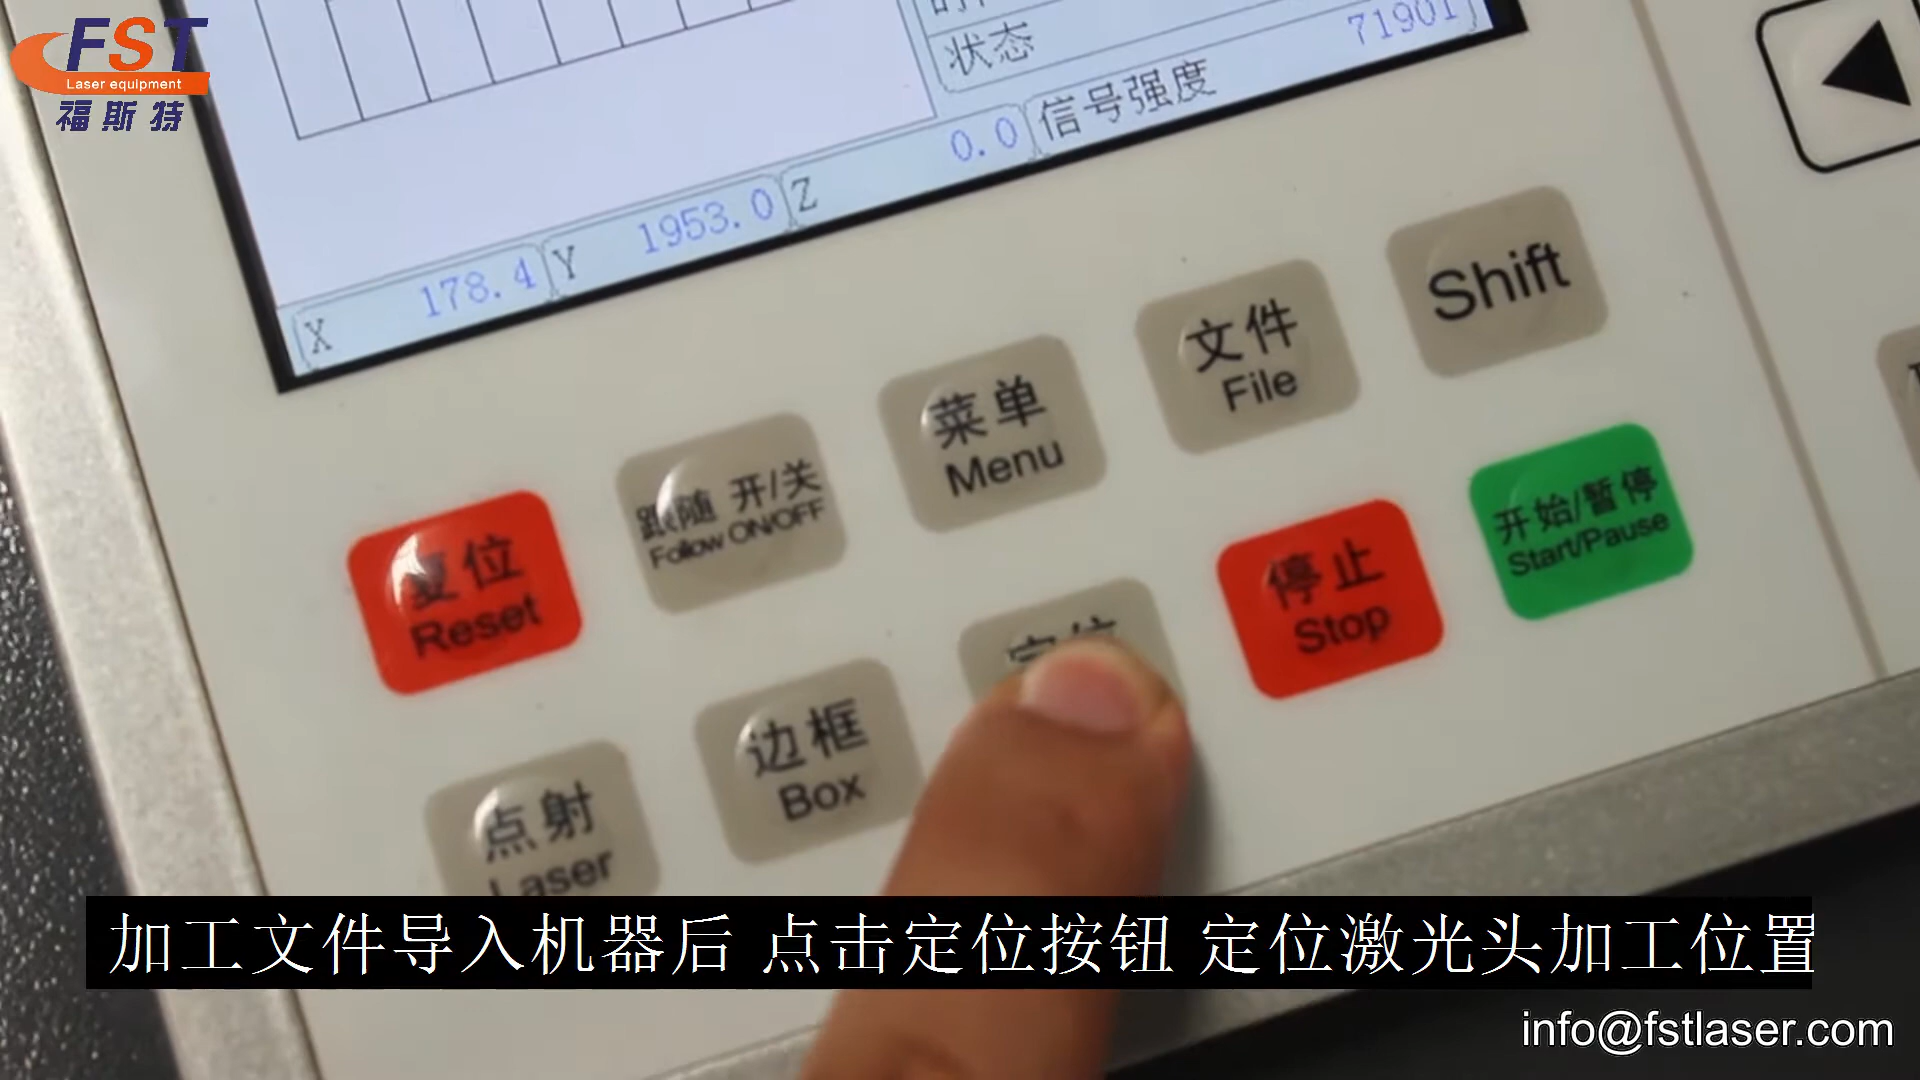 FST
Laser equipment
福斯特
状态
71901
信号强度
X 178.4 Y 1953.0 Z 0.0
Shift
文件
File
菜单
Menu
跟随 开/关
Follow ON/OFF
复位
Reset
开始/暂停
Start/Pause
停止
Stop
定位
边框
Box
点射
Laser
加工文件导入机器后 点击定位按钮 定位激光头加工位置
info@fstlaser.com